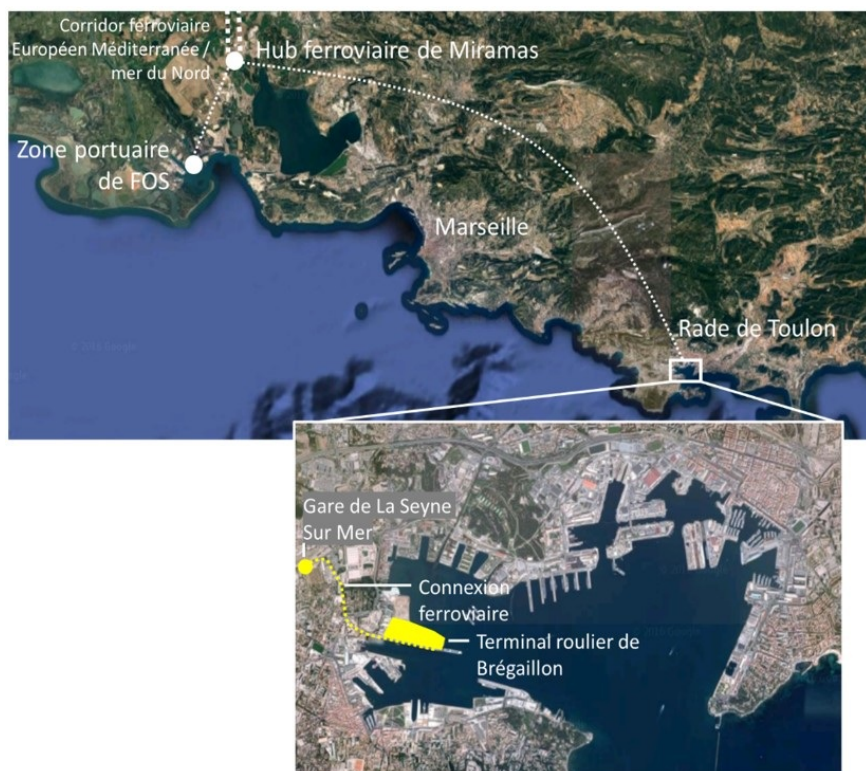 Corridor ferroviaire
Européen Méditerranée /
mer du Nord
Hub ferroviaire de Miramas
Zone portuaire
de FOS
Marseille
Rade de Toulon
Gare de La Seyne
Sur Mer
Connexion
ferroviaire
Terminal roulier de
Brégaillon